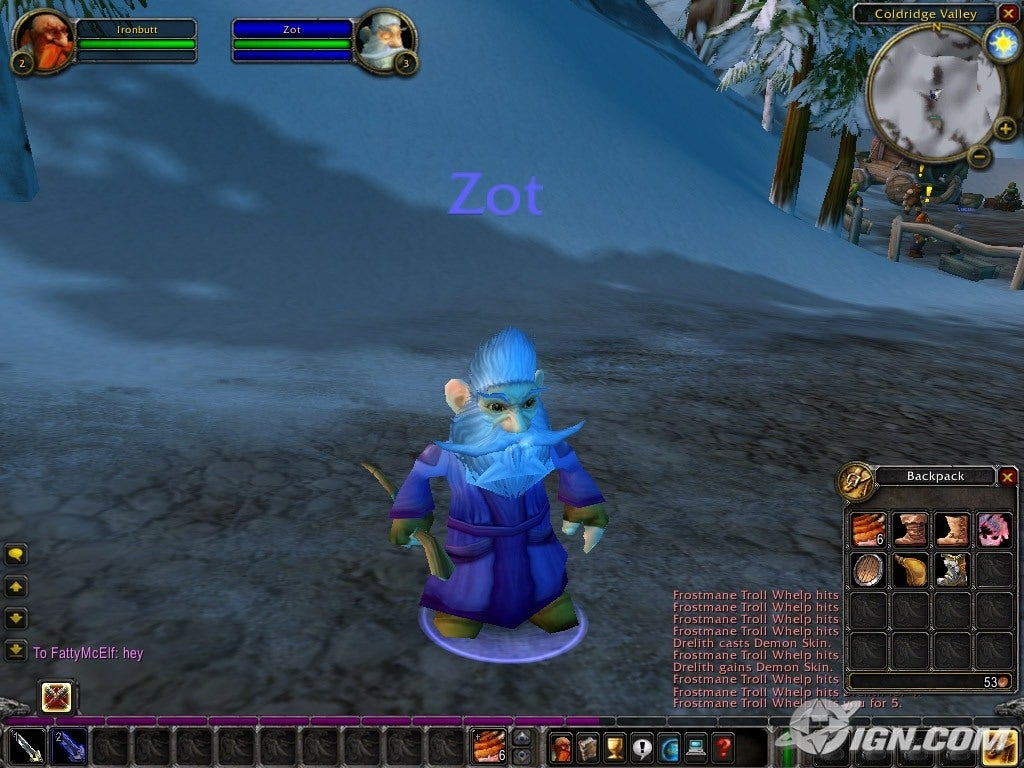 Ironbutt
2
Zot
3
Coldridge Valley
N
Zot
Backpack
6
Frostmane Troll Whelp hits
Frostmane Troll Whelp hits
Frostmane Troll Whelp hits
Frostmane Troll Whelp hits
Drelith casts Demon Skin.
Frostmane Troll Whelp hits
Drelith gains Demon Skin.
Frostmane Troll Whelp hits
Frostmane Troll Whelp hits
Frostmane Troll Whelp hits you for 5.
53
To FattyMcElf: hey
2
6
IGN.COM